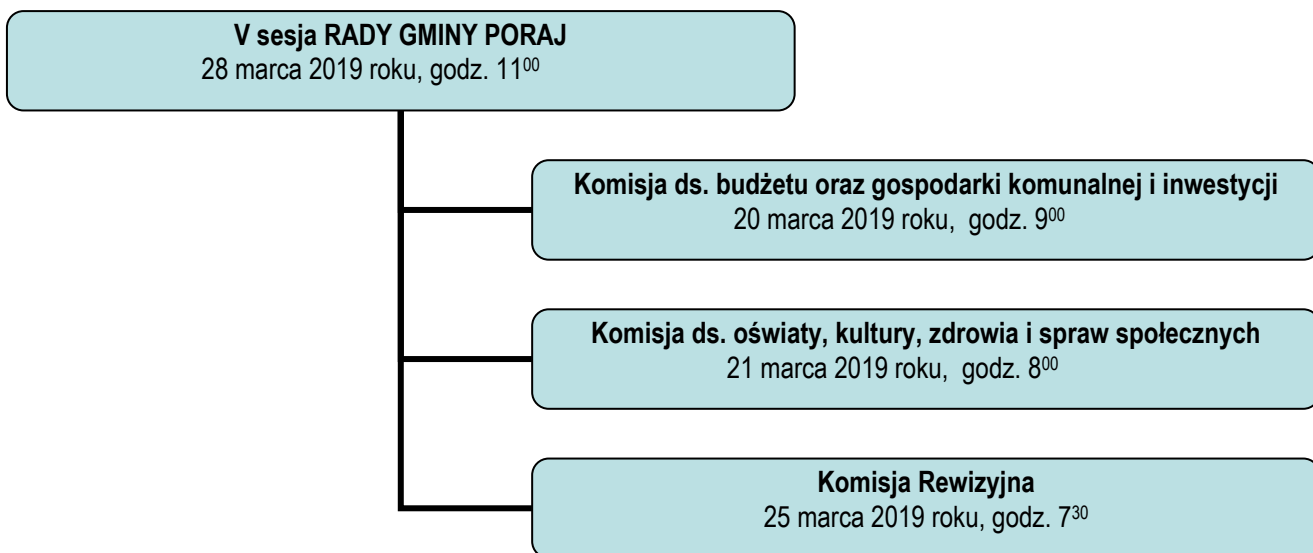 V sesja RADY GMINY PORAJ
28 marca 2019 roku, godz. 11⁰⁰
Komisja ds. budżetu oraz gospodarki komunalnej i inwestycji
20 marca 2019 roku, godz. 9⁰⁰
Komisja ds. oświaty, kultury, zdrowia i spraw społecznych
21 marca 2019 roku, godz. 8⁰⁰
Komisja Rewizyjna
25 marca 2019 roku, godz. 7³⁰